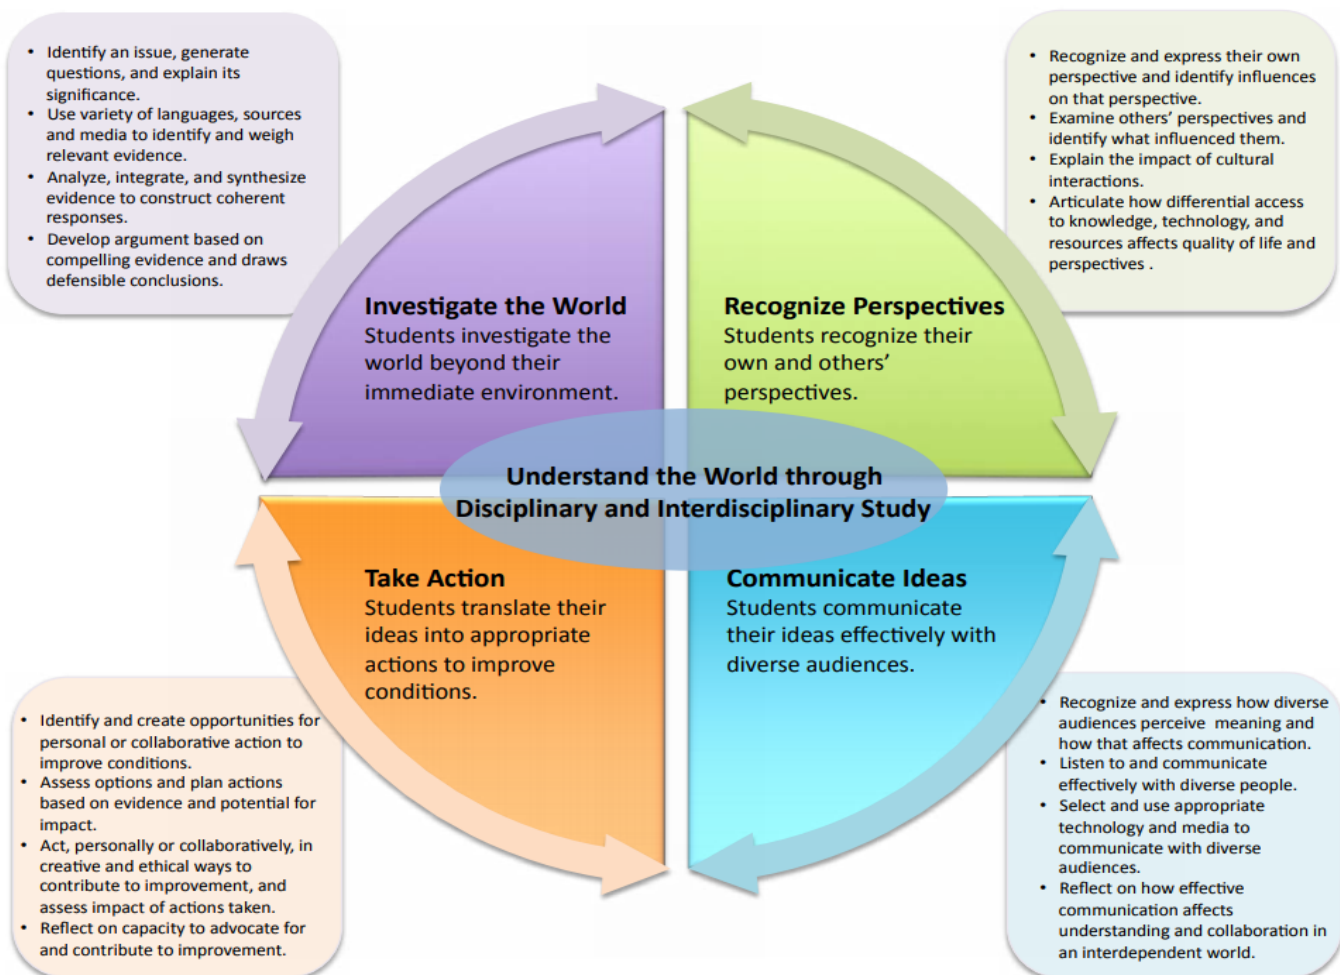 • Identify an issue, generate
questions, and explain its
significance.
• Use variety of languages, sources
and media to identify and weigh
relevant evidence.
• Analyze, integrate, and synthesize
evidence to construct coherent
responses.
• Develop argument based on
compelling evidence and draws
defensible conclusions.
• Recognize and express their own
perspective and identify influences
on that perspective.
• Examine others’ perspectives and
identify what influenced them.
• Explain the impact of cultural
interactions.
• Articulate how differential access
to knowledge, technology, and
resources affects quality of life and
perspectives .
Investigate the World
Students investigate the
world beyond their
immediate environment.
Recognize Perspectives
Students recognize their
own and others’
perspectives.
Understand the World through
Disciplinary and Interdisciplinary Study
Take Action
Students translate their
ideas into appropriate
actions to improve
conditions.
Communicate Ideas
Students communicate
their ideas effectively with
diverse audiences.
• Identify and create opportunities for
personal or collaborative action to
improve conditions.
• Assess options and plan actions
based on evidence and potential for
impact.
• Act, personally or collaboratively, in
creative and ethical ways to
contribute to improvement, and
assess impact of actions taken.
• Reflect on capacity to advocate for
and contribute to improvement.
• Recognize and express how diverse
audiences perceive meaning and
how that affects communication.
• Listen to and communicate
effectively with diverse people.
• Select and use appropriate
technology and media to
communicate with diverse
audiences.
• Reflect on how effective
communication affects
understanding and collaboration in
an interdependent world.